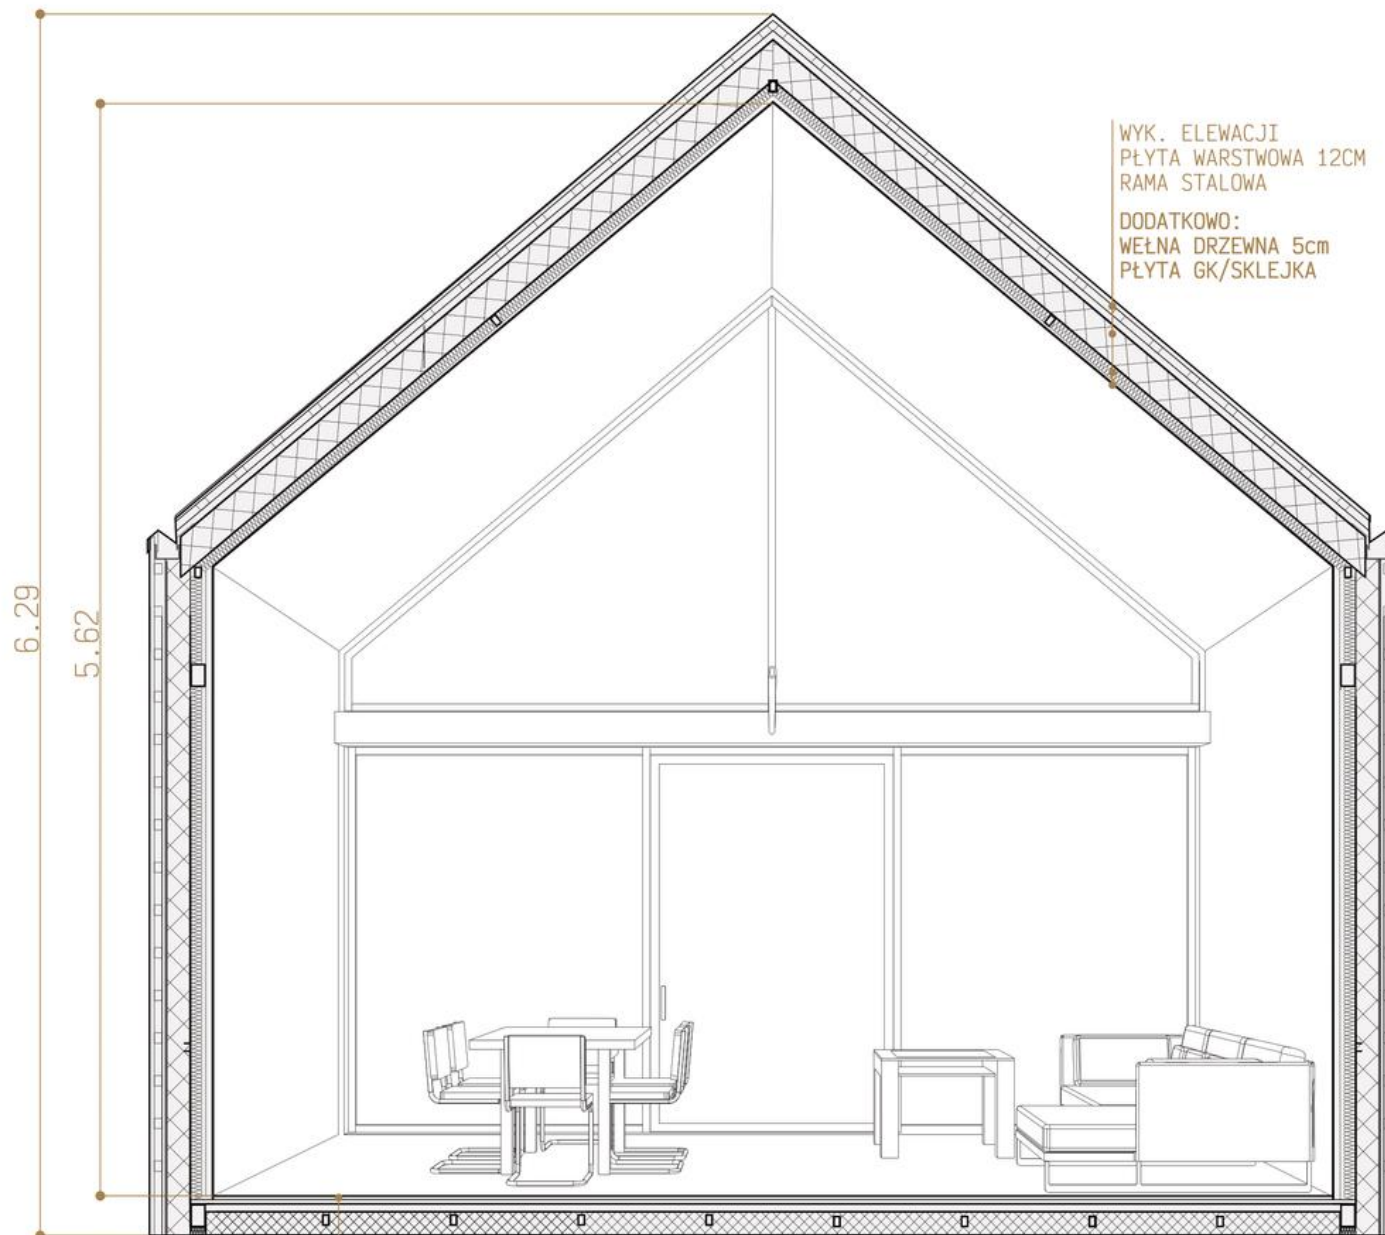 WYK. ELEWACJI
PŁYTA WARSTWOWA 12CM
RAMA STALOWA
DODATKOWO:
WEŁNA DRZEWNA 5cm
PŁYTA GK/SKLEJKA
6.29
5.62